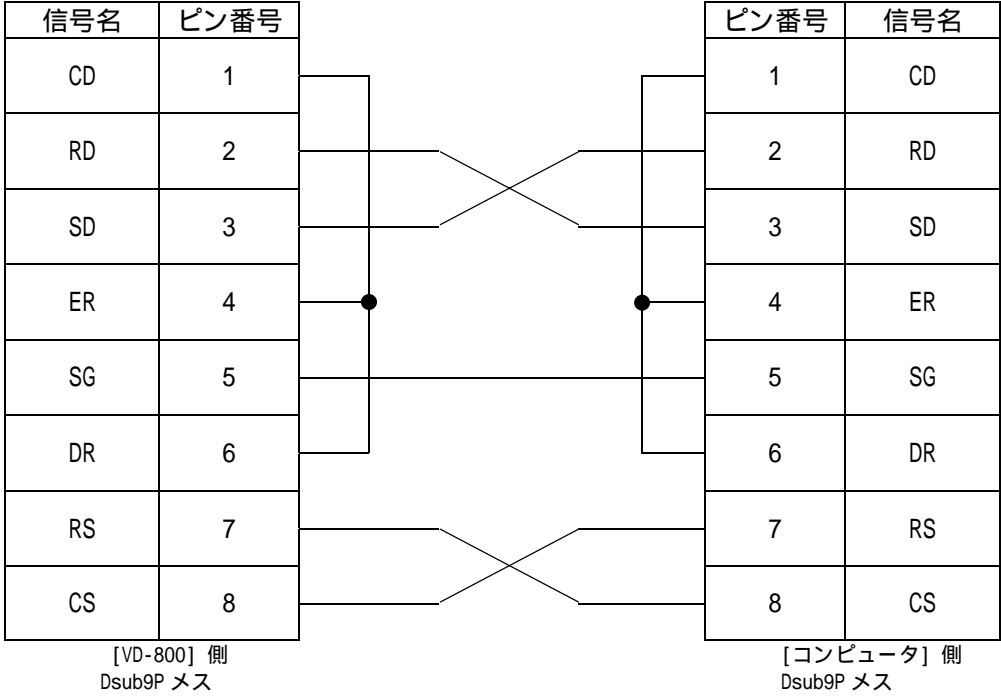 信号名 ピン番号 ピン番号 信号名
CD 1 1 CD
RD 2 2 RD
SD 3 3 SD
ER 4 4 ER
SG 5 5 SG
DR 6 6 DR
RS 7 7 RS
CS 8 8 CS
[VD-800] 側 [コンピュータ] 側
Dsub9P メス Dsub9P メス